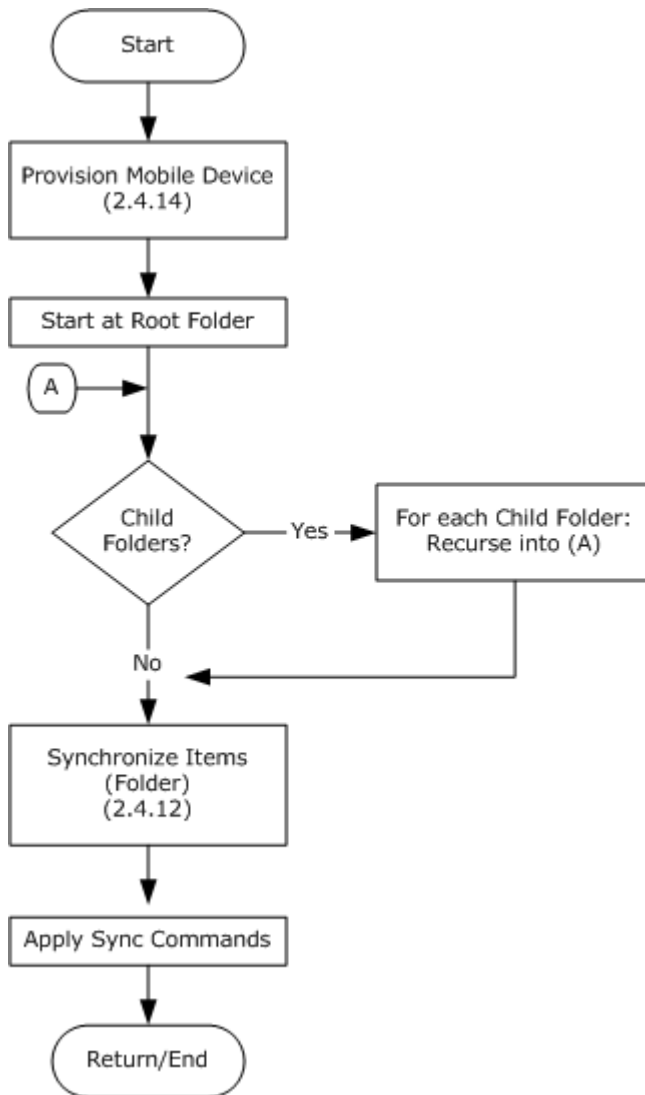 Start
Provision Mobile Device
(2.4.14)
Start at Root Folder
A
Child
Folders?
Yes
For each Child Folder:
Recurse into (A)
No
Synchronize Items
(Folder)
(2.4.12)
Apply Sync Commands
Return/End